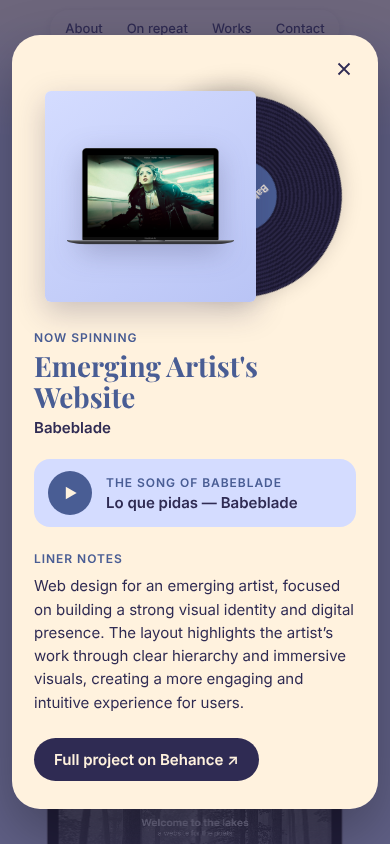 About On repeat Works Contact
NOW SPINNING
Emerging Artist's
Website
Babeblade
THE SONG OF BABEBLADE
Lo que pidas — Babeblade
LINER NOTES
Web design for an emerging artist, focused
on building a strong visual identity and digital
presence. The layout highlights the artist’s
work through clear hierarchy and immersive
visuals, creating a more engaging and
intuitive experience for users.
Full project on Behance ↗
Welcome to the lakes